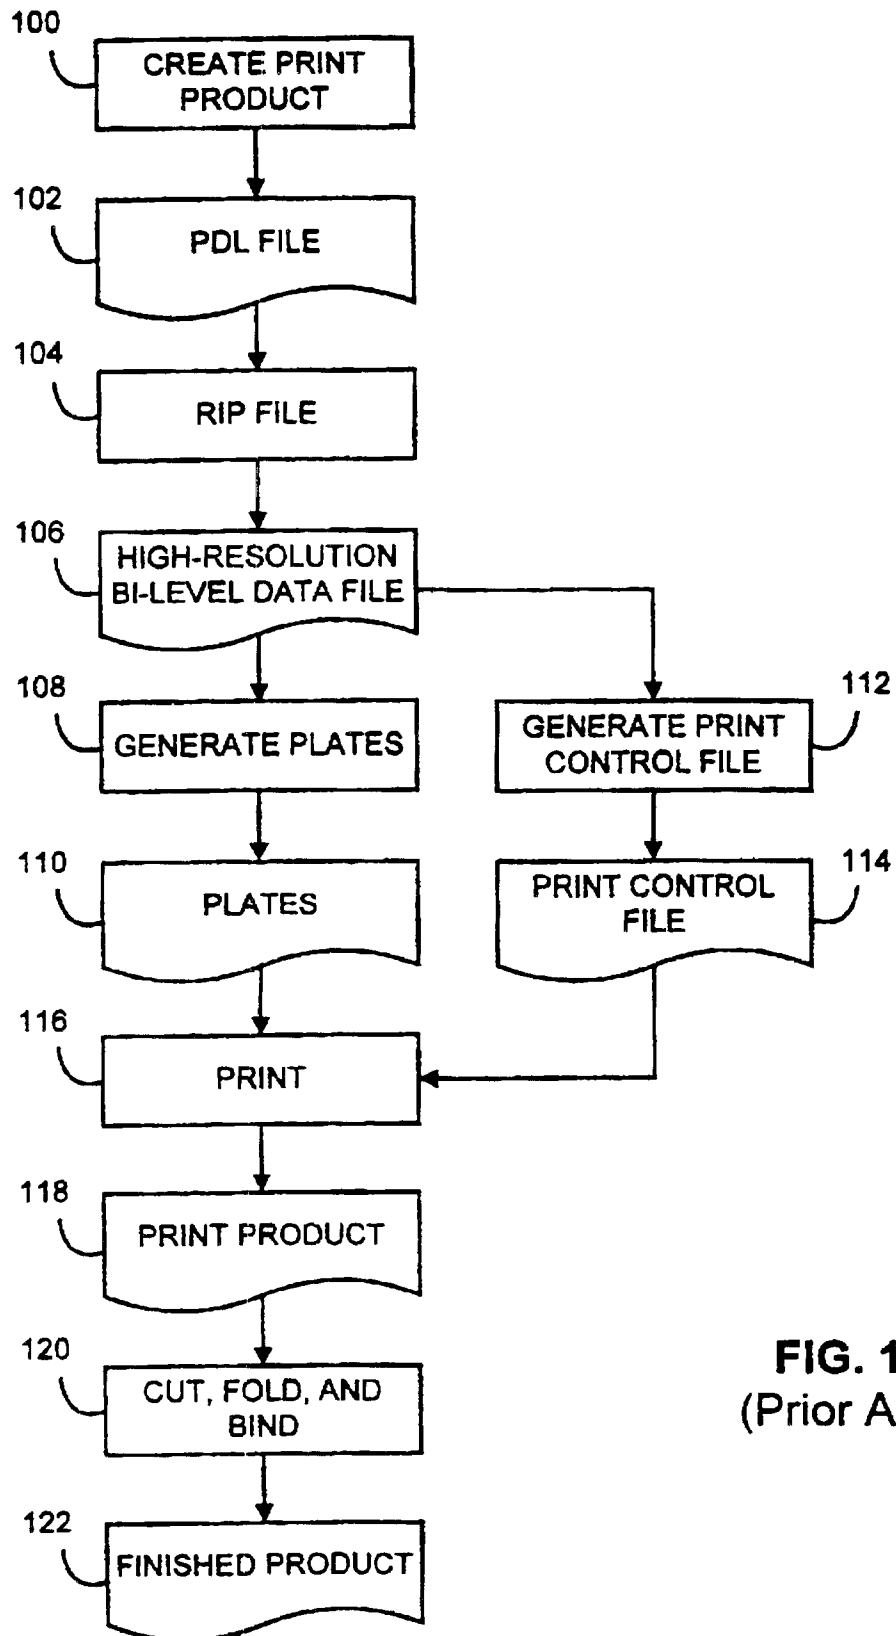 100
CREATE PRINT
PRODUCT
102
PDL FILE
104
RIP FILE
106
HIGH-RESOLUTION
BI-LEVEL DATA FILE
108
GENERATE PLATES
112
GENERATE PRINT
CONTROL FILE
110
PLATES
114
PRINT CONTROL
FILE
116
PRINT
118
PRINT PRODUCT
120
CUT, FOLD, AND
BIND
122
FINISHED PRODUCT
FIG. 1
(Prior A